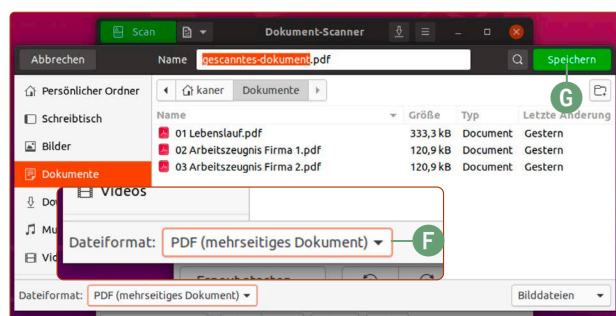 Scan
Dokument-Scanner
Abbrechen
Name
gescanntes-dokument.pdf
Speichern
G
Persönlicher Ordner
kaner
Dokumente
Schreibtisch
Name
Größe
Typ
Letzte Änderung
01 Lebenslauf.pdf
333,3 kB
Document
Gestern
Bilder
02 Arbeitszeugnis Firma 1.pdf
120,9 kB
Document
Gestern
03 Arbeitszeugnis Firma 2.pdf
120,9 kB
Document
Gestern
Dokumente
Videos
Dateiformat:
PDF (mehrseitiges Dokument)
F
Dateiformat:
PDF (mehrseitiges Dokument)
Bilddateien